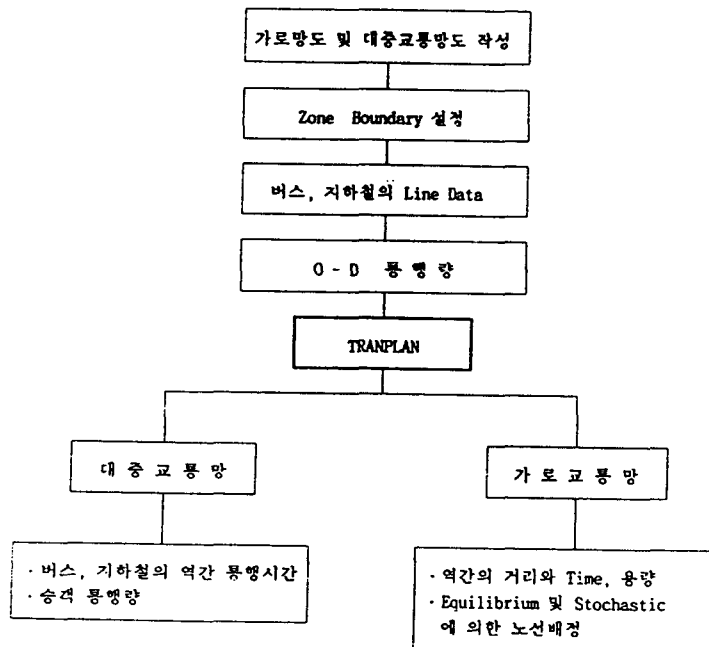 가로망도 및 대중교통망도 작성
Zone Boundary 설정
버스, 지하철의 Line Data
O - D 통 행 량
TRANPLAN
대 중 교 통 망
가 로 교 통 망
· 버스, 지하철의 역간 통행시간
· 승객 통행량
· 역간의 거리와 Time, 용량
· Equilibrium 및 Stochastic
에 의한 노선배정